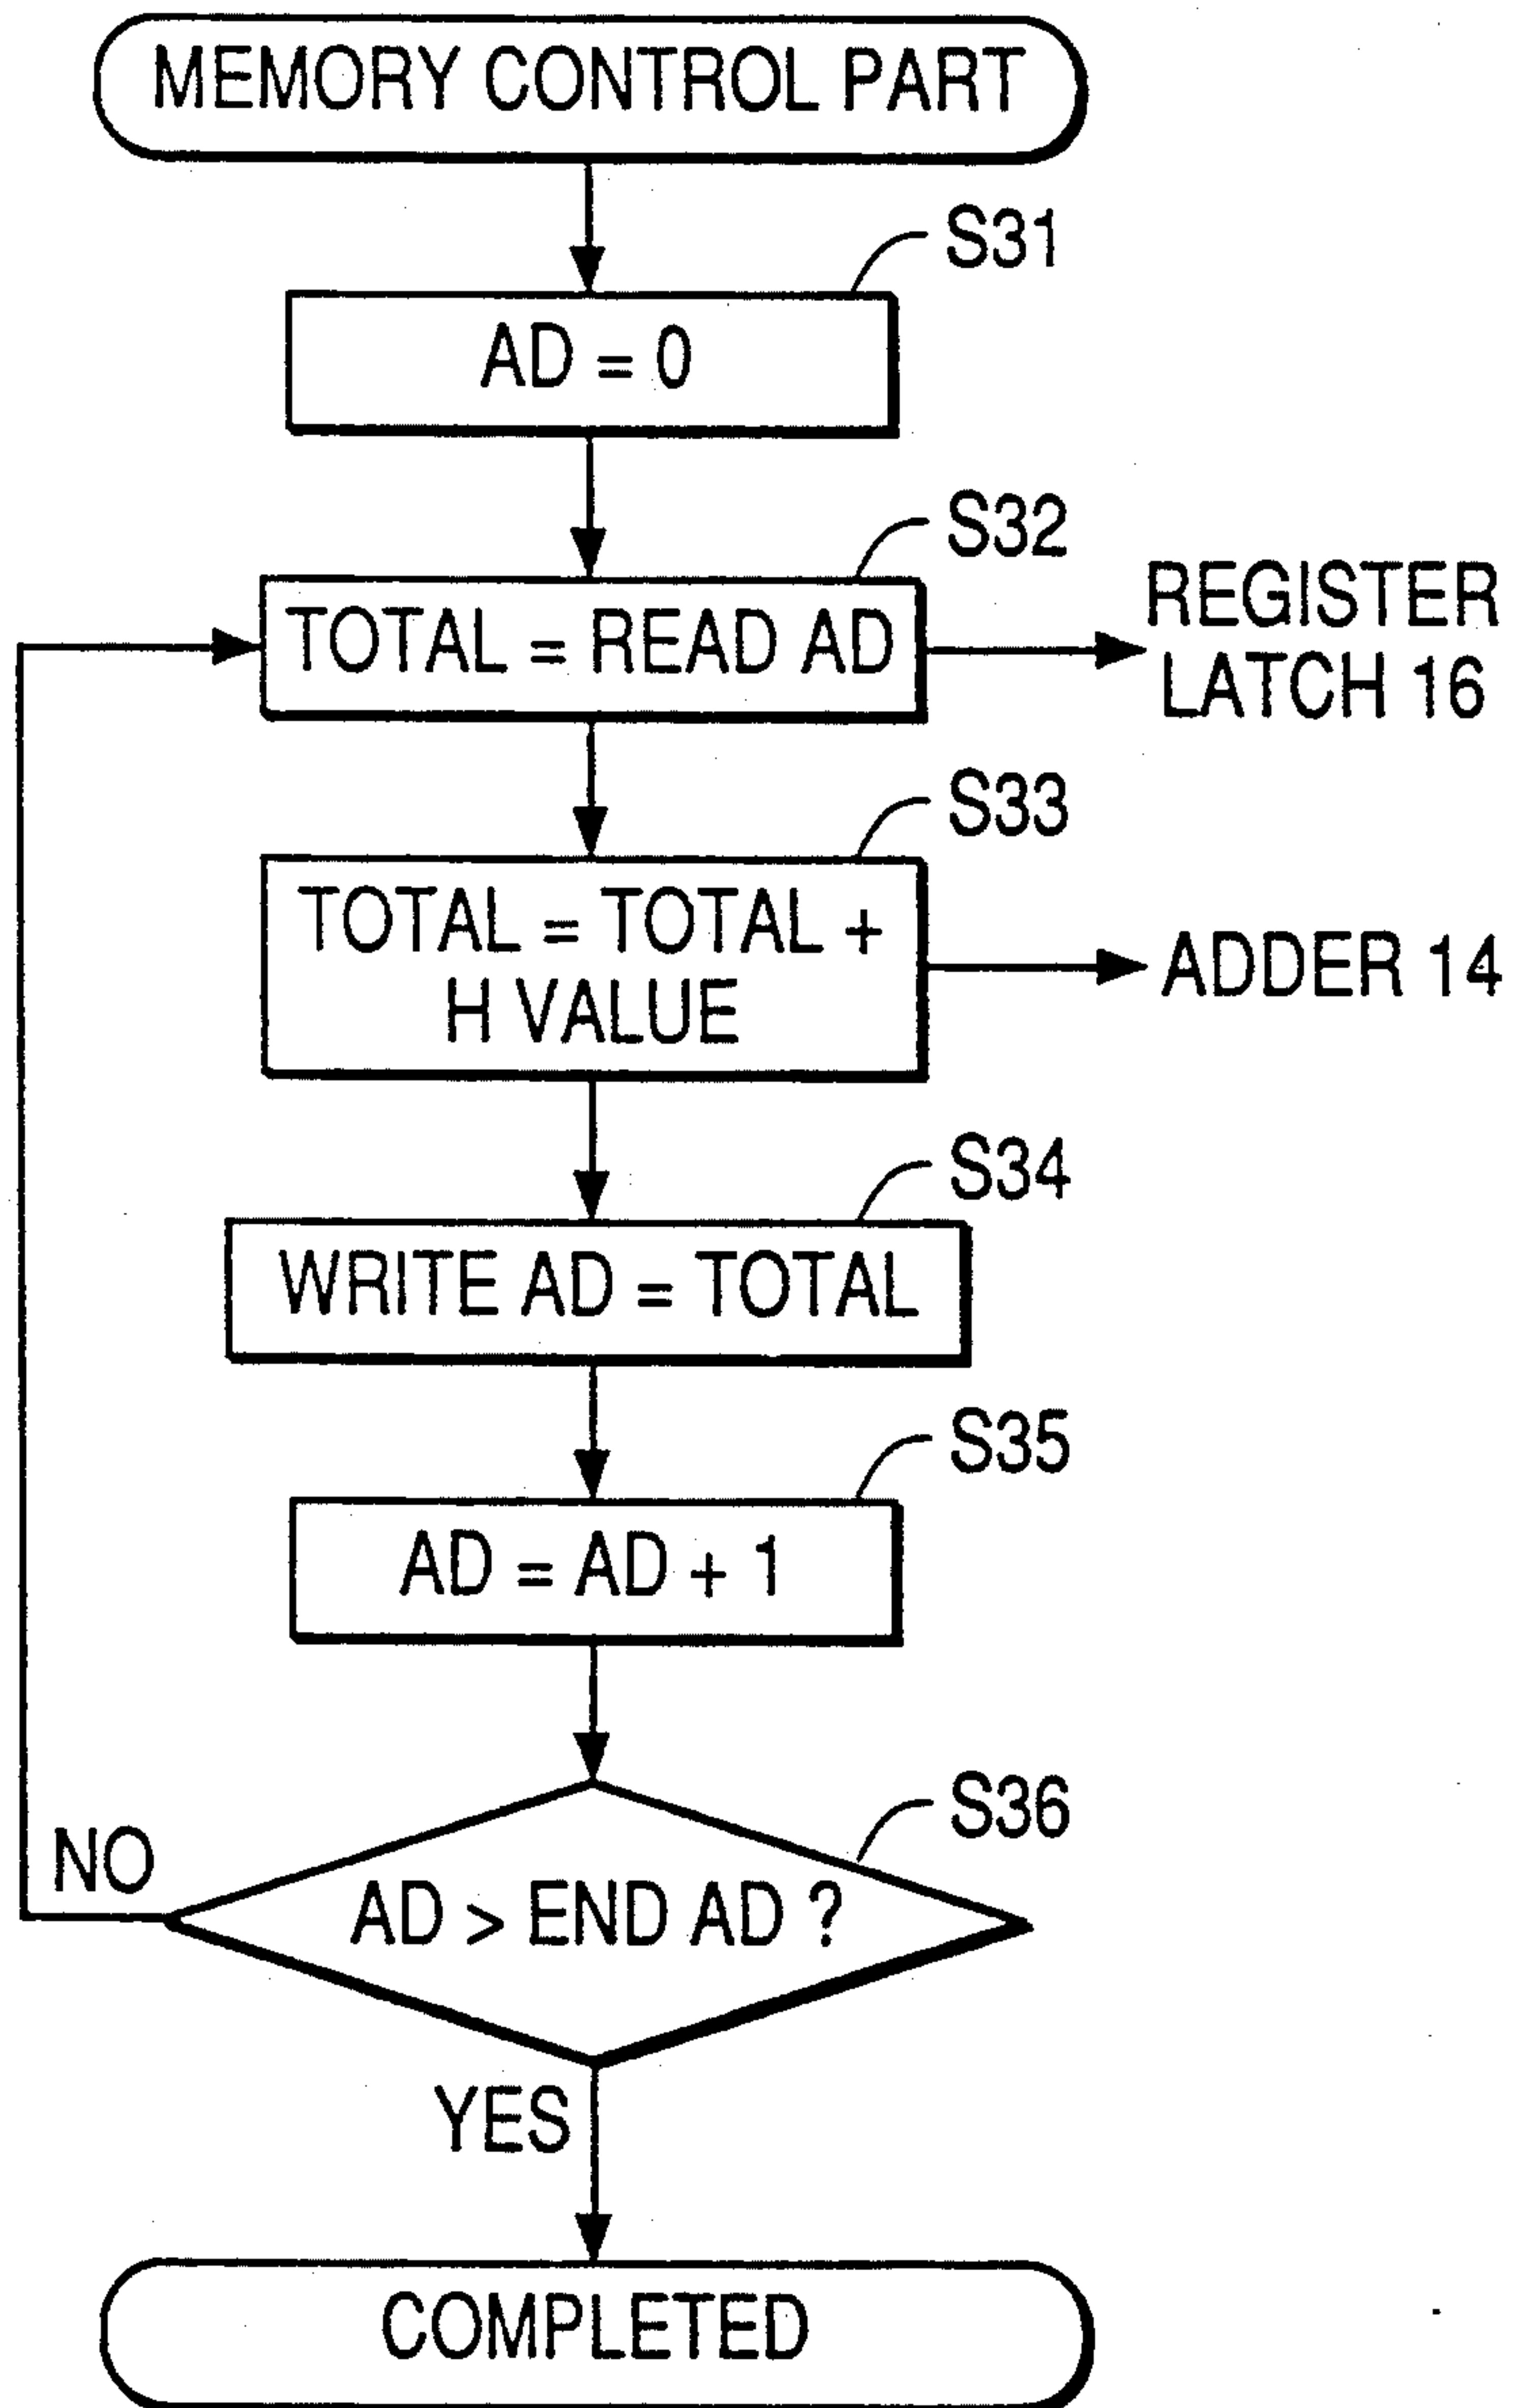 MEMORY CONTROL PART
S31
AD = 0
S32
TOTAL = READ AD
REGISTER
LATCH 16
S33
TOTAL = TOTAL +
H VALUE
ADDER 14
S34
WRITE AD = TOTAL
S35
AD = AD + 1
S36
AD > END AD ?
NO
YES
COMPLETED